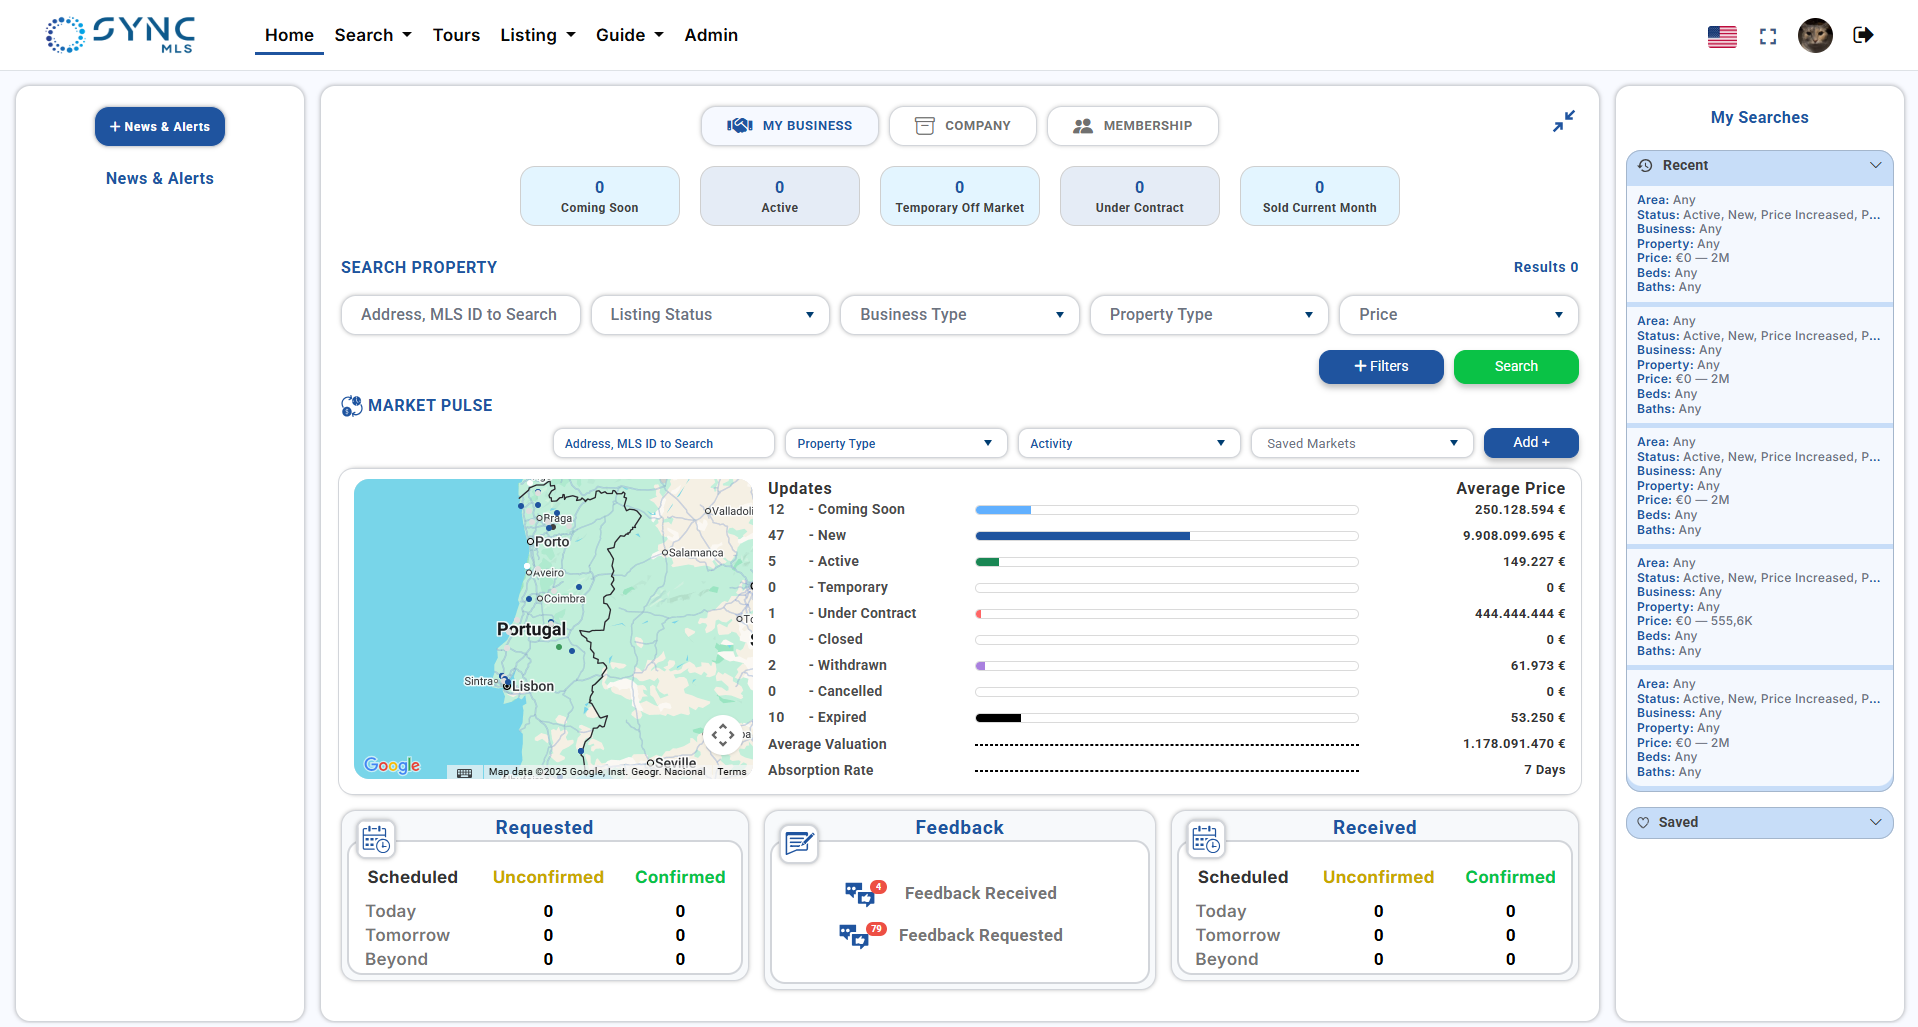 SYNC
MLS
Home
Search
Tours
Listing
Guide
Admin
+ News & Alerts
News & Alerts
MY BUSINESS
COMPANY
MEMBERSHIP
0
Coming Soon
0
Active
0
Temporary Off Market
0
Under Contract
0
Sold Current Month
SEARCH PROPERTY
Results 0
Address, MLS ID to Search
Listing Status
Business Type
Property Type
Price
+ Filters
Search
MARKET PULSE
Address, MLS ID to Search
Property Type
Activity
Saved Markets
Add +
Braga
Porto
Valladoli
Salamanca
Aveiro
Coimbra
Portugal
Sintra
Lisbon
Seville
Google
Map data ©2025 Google, Inst. Geogr. Nacional
Terms
Updates
Average Price
12 - Coming Soon 250.128.594 €
47 - New 9.908.099.695 €
5 - Active 149.227 €
0 - Temporary 0 €
1 - Under Contract 444.444.444 €
0 - Closed 0 €
2 - Withdrawn 61.973 €
0 - Cancelled 0 €
10 - Expired 53.250 €
Average Valuation 1.178.091.470 €
Absorption Rate 7 Days
Requested
Scheduled Unconfirmed Confirmed
Today 0 0
Tomorrow 0 0
Beyond 0 0
Feedback
4 Feedback Received
79 Feedback Requested
Received
Scheduled Unconfirmed Confirmed
Today 0 0
Tomorrow 0 0
Beyond 0 0
My Searches
Recent
Area: Any
Status: Active, New, Price Increased, P...
Business: Any
Property: Any
Price: €0 — 2M
Beds: Any
Baths: Any
Area: Any
Status: Active, New, Price Increased, P...
Business: Any
Property: Any
Price: €0 — 2M
Beds: Any
Baths: Any
Area: Any
Status: Active, New, Price Increased, P...
Business: Any
Property: Any
Price: €0 — 2M
Beds: Any
Baths: Any
Area: Any
Status: Active, New, Price Increased, P...
Business: Any
Property: Any
Price: €0 — 555,6K
Beds: Any
Baths: Any
Area: Any
Status: Active, New, Price Increased, P...
Business: Any
Property: Any
Price: €0 — 2M
Beds: Any
Baths: Any
Saved